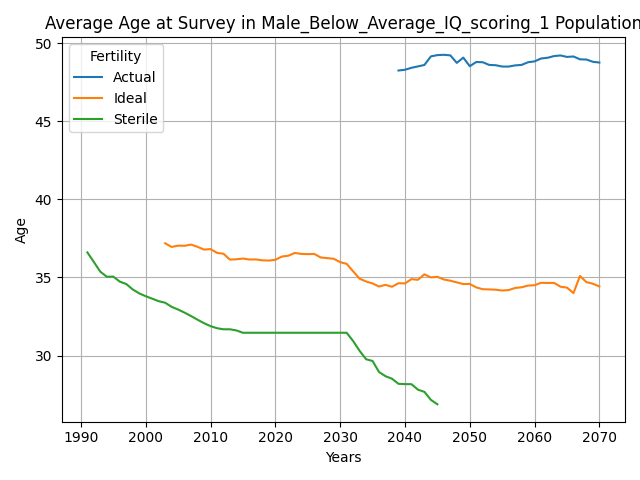 Average Age at Survey in Male_Below_Average_IQ_scoring_1 Population
Fertility
Actual
Ideal
Sterile
50
45
40
35
30
Age
1990 2000 2010 2020 2030 2040 2050 2060 2070
Years